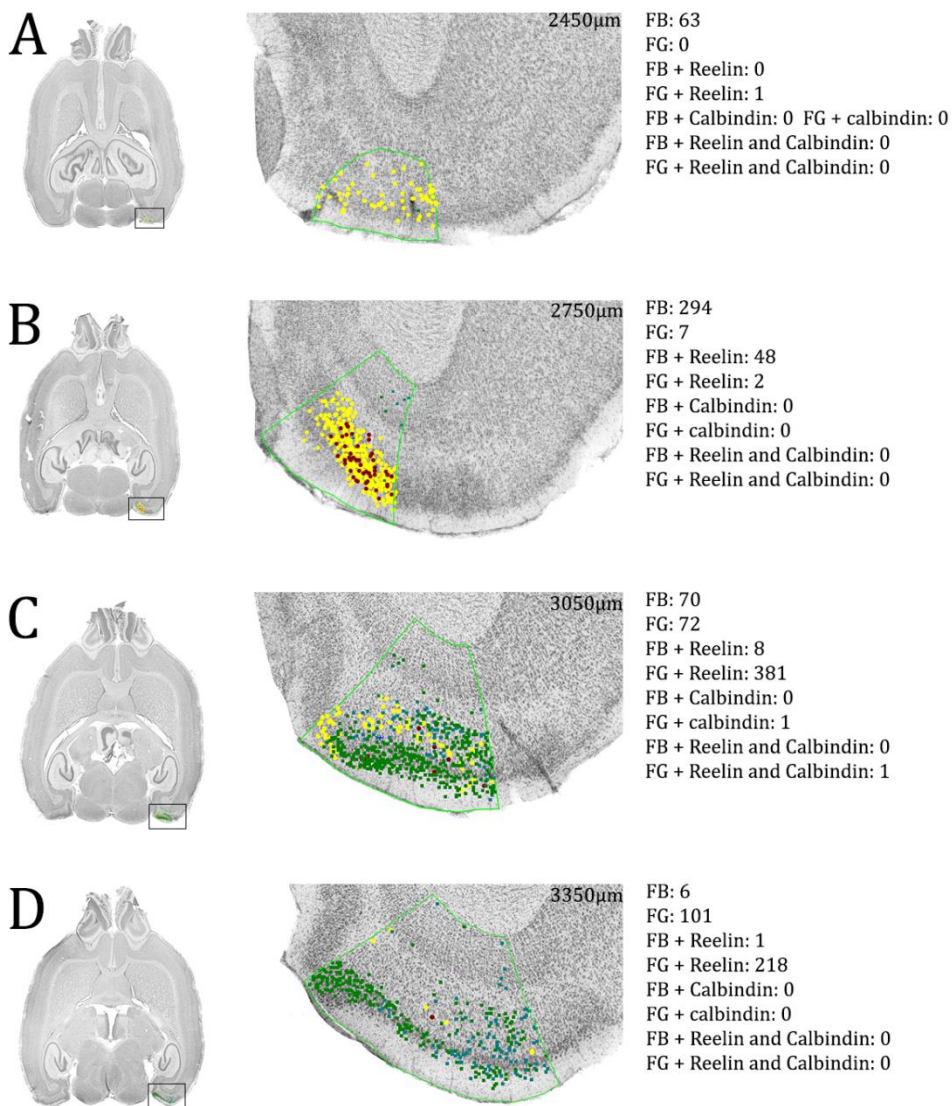 A
2450μm
FB: 63
FG: 0
FB + Reelin: 0
FG + Reelin: 1
FB + Calbindin: 0 FG + calbindin: 0
FB + Reelin and Calbindin: 0
FG + Reelin and Calbindin: 0
B
2750μm
FB: 294
FG: 7
FB + Reelin: 48
FG + Reelin: 2
FB + Calbindin: 0
FG + calbindin: 0
FB + Reelin and Calbindin: 0
FG + Reelin and Calbindin: 0
C
3050μm
FB: 70
FG: 72
FB + Reelin: 8
FG + Reelin: 381
FB + Calbindin: 0
FG + calbindin: 1
FB + Reelin and Calbindin: 0
FG + Reelin and Calbindin: 1
D
3350μm
FB: 6
FG: 101
FB + Reelin: 1
FG + Reelin: 218
FB + Calbindin: 0
FG + calbindin: 0
FB + Reelin and Calbindin: 0
FG + Reelin and Calbindin: 0